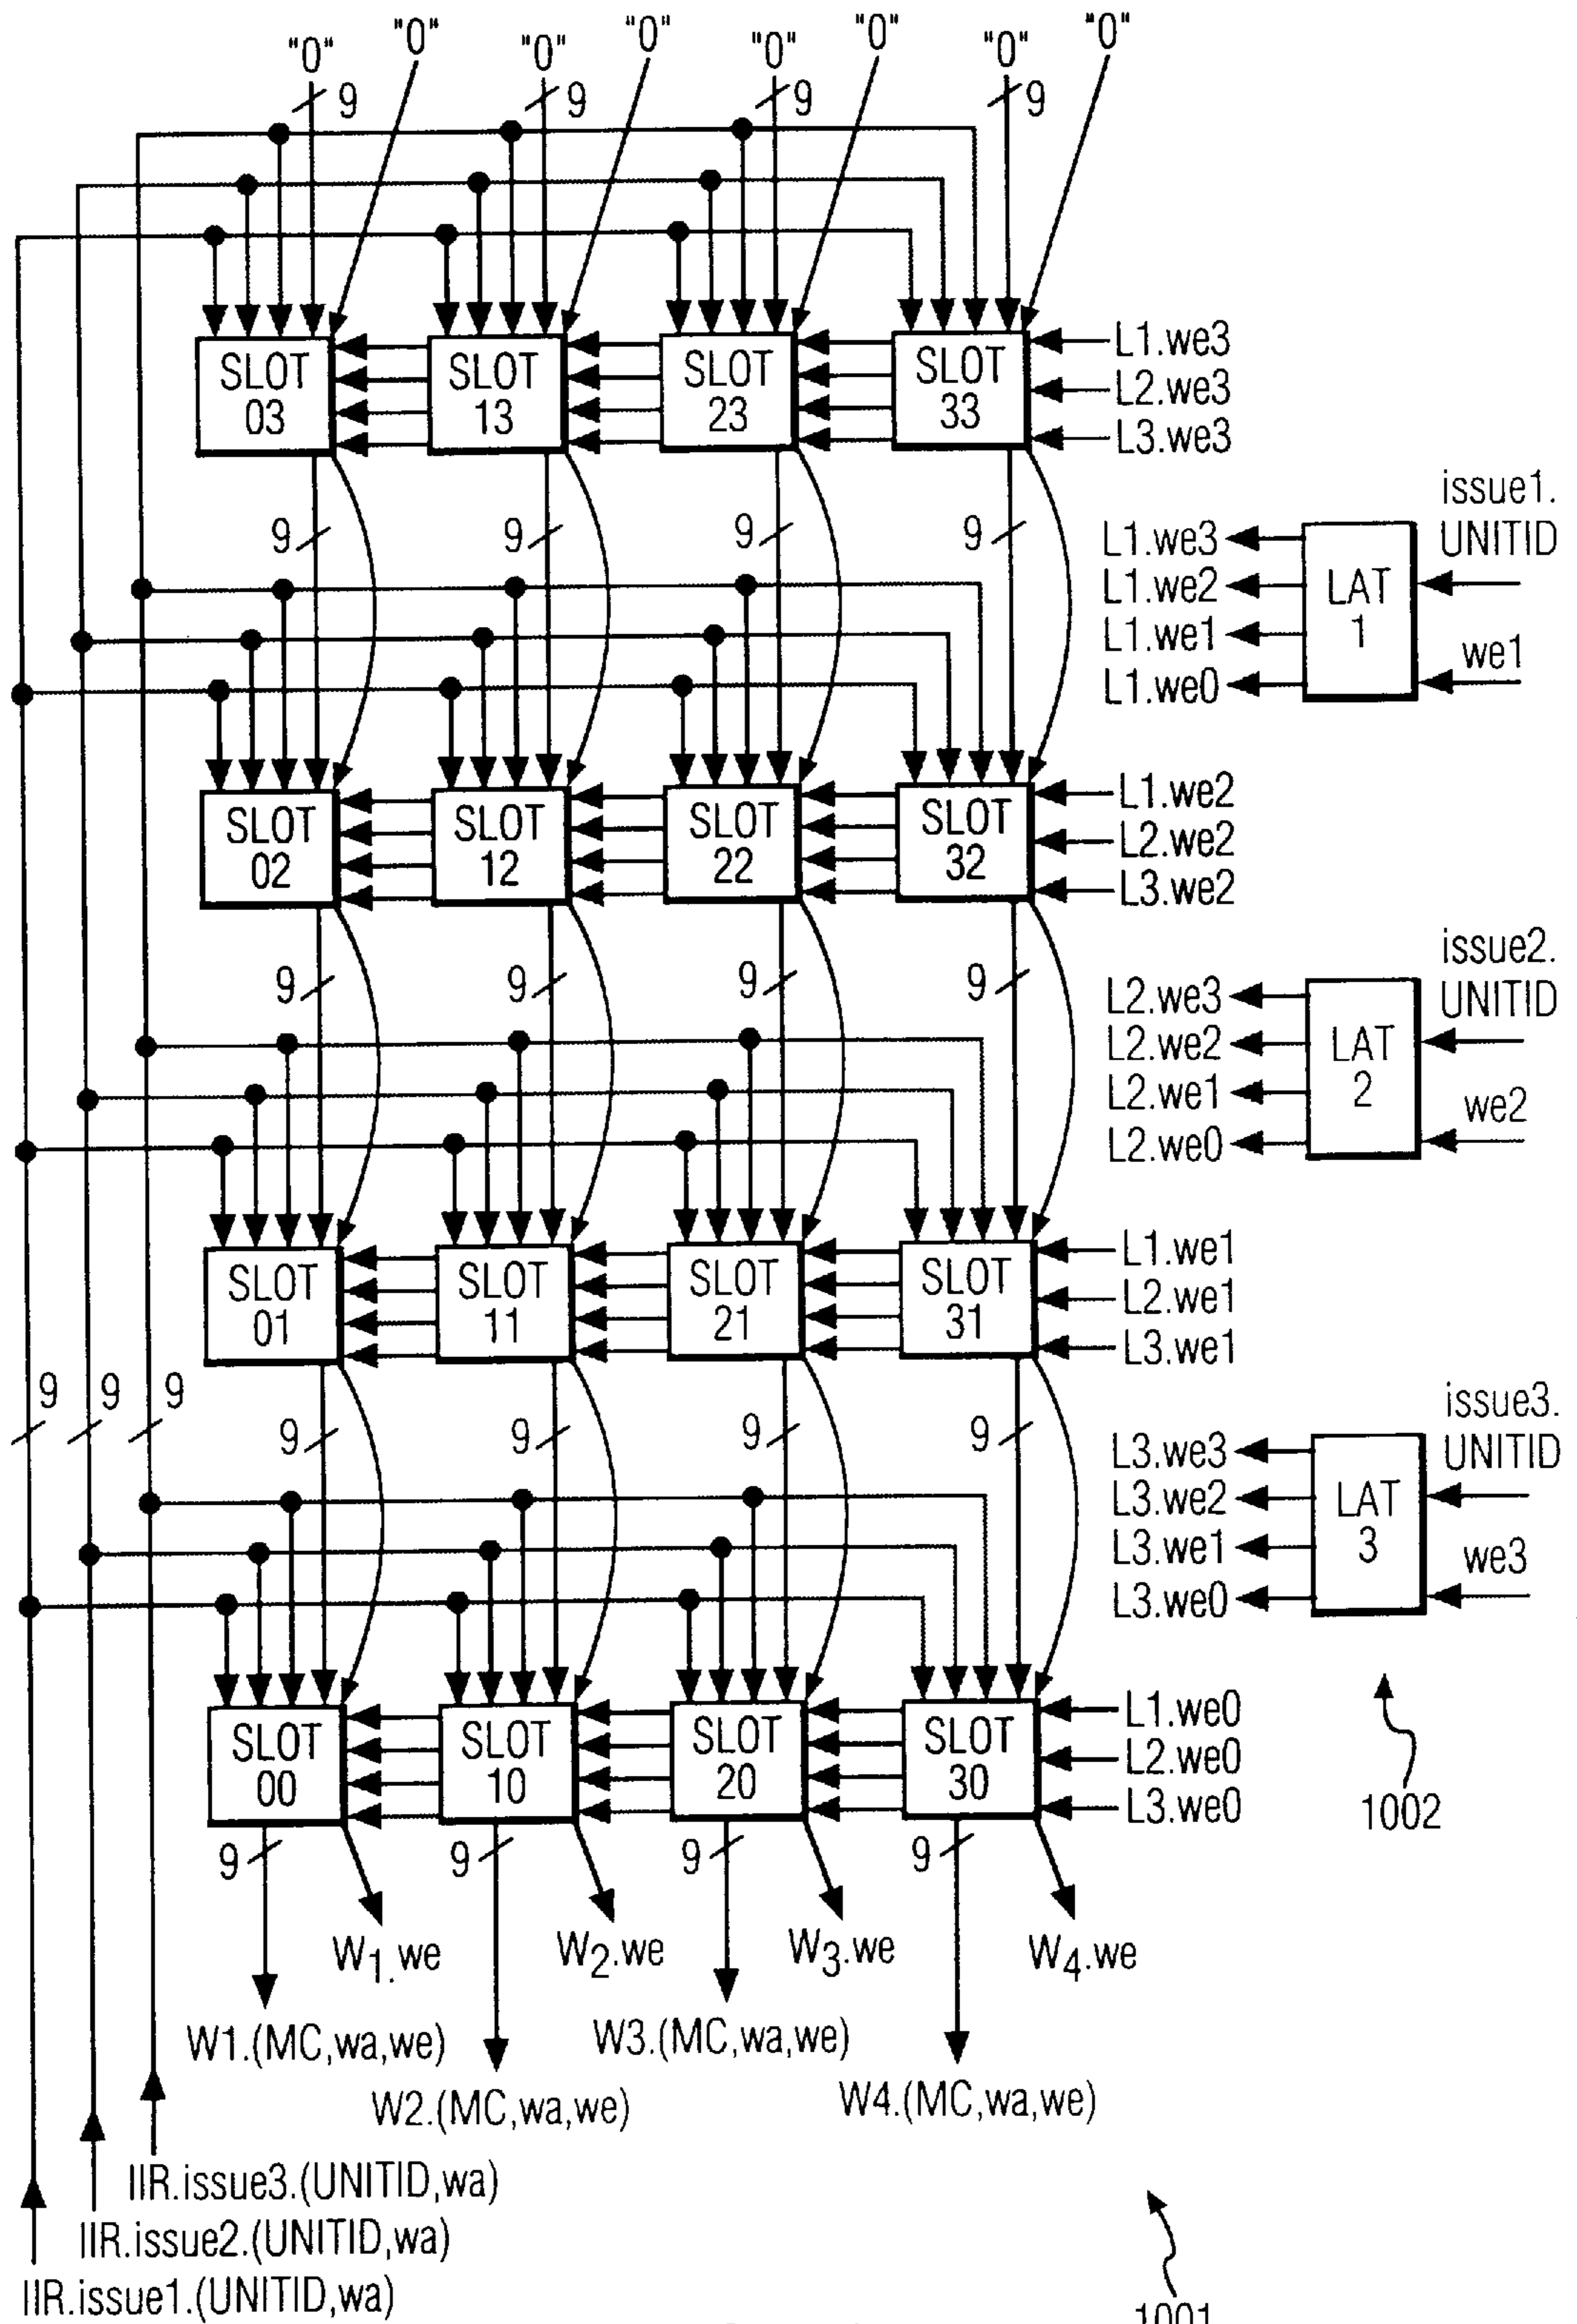 "0" "0" "0" "0" "0" "0" "0" "0"
9 9 9 9
SLOT 03
SLOT 13
SLOT 23
SLOT 33
L1.we3
L2.we3
L3.we3
9 9 9 9
L1.we3
L1.we2
L1.we1
L1.we0
LAT 1
issue1.
UNITID
we1
SLOT 02
SLOT 12
SLOT 22
SLOT 32
L1.we2
L2.we2
L3.we2
9 9 9 9
L2.we3
L2.we2
L2.we1
L2.we0
LAT 2
issue2.
UNITID
we2
SLOT 01
SLOT 11
SLOT 21
SLOT 31
L1.we1
L2.we1
L3.we1
9 9 9 9 9 9 9
L3.we3
L3.we2
L3.we1
L3.we0
LAT 3
issue3.
UNITID
we3
SLOT 00
SLOT 10
SLOT 20
SLOT 30
L1.we0
L2.we0
L3.we0
1002
9 9 9 9
W1.we W2.we W3.we W4.we
W1.(MC,wa,we) W3.(MC,wa,we)
W2.(MC,wa,we) W4.(MC,wa,we)
IIR.issue3.(UNITID,wa)
IIR.issue2.(UNITID,wa)
IIR.issue1.(UNITID,wa)
1001